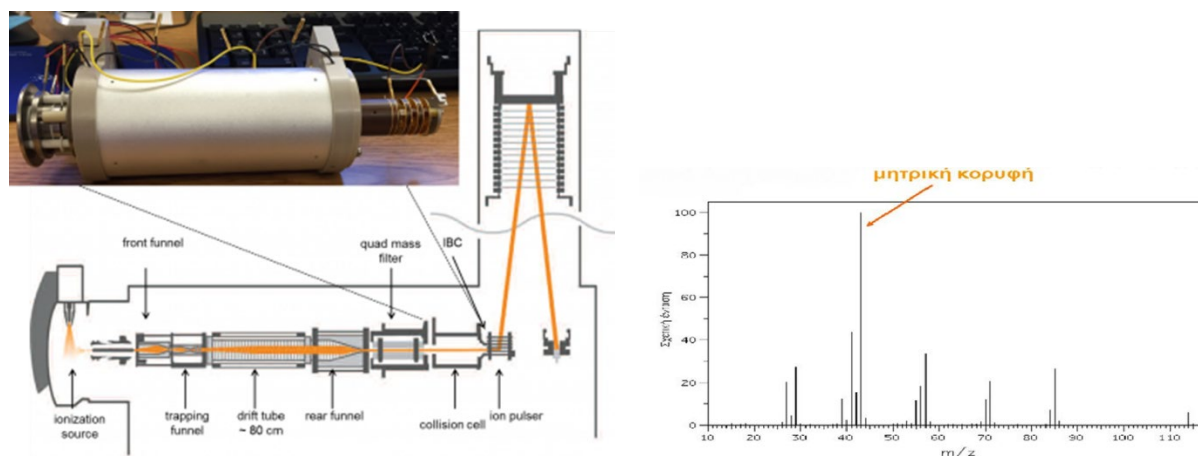 front funnel
quad mass
filter
IBC
ionization
source
trapping
funnel
drift tube
~ 80 cm
rear funnel
collision cell
ion pulser
μητρική κορυφή
Σχετική ένταση
100
80
60
40
20
0
10 20 30 40 50 60 70 80 90 100 110
m/z